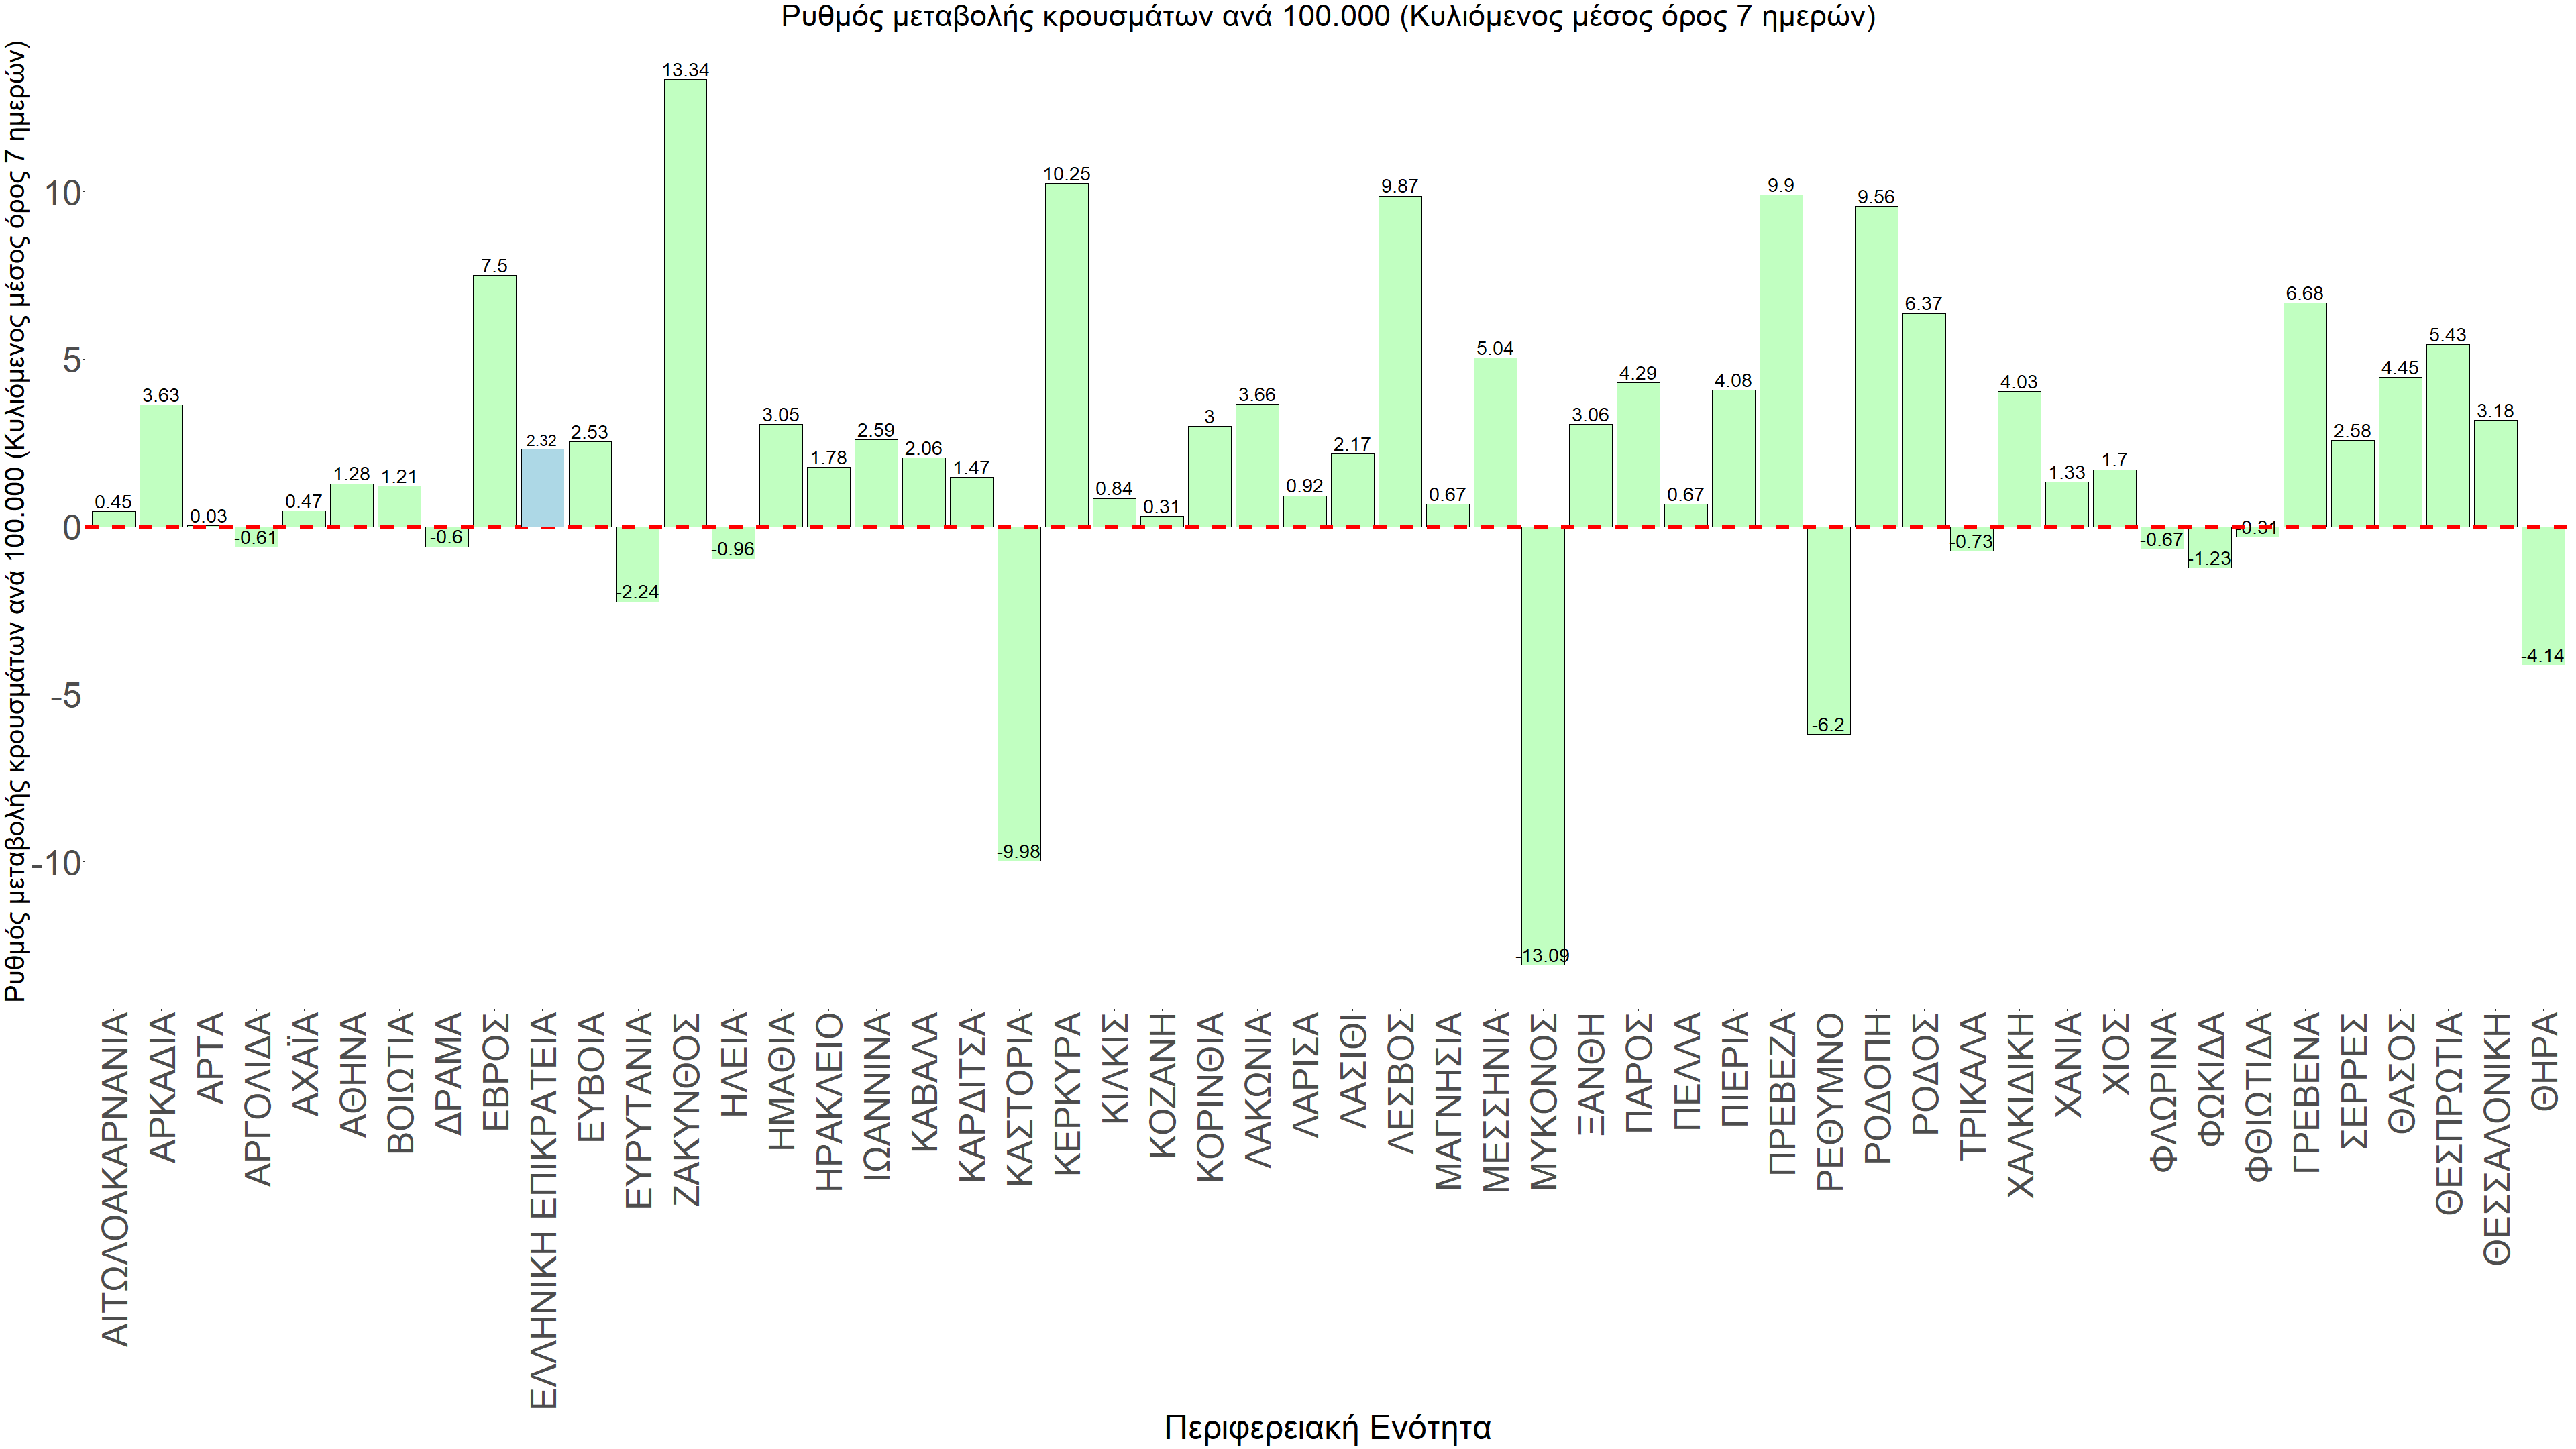 Ρυθμός μεταβολής κρουσμάτων ανά 100.000 (Κυλιόμενος μέσος όρος 7 ημερών)
Ρυθμός μεταβολής κρουσμάτων ανά 100.000 (Κυλιόμενος μέσος όρος 7 ημερών)
10
5
0
-5
-10
0.45
3.63
0.03
-0.61
0.47
1.28
1.21
-0.6
7.5
2.32
2.53
-2.24
13.34
-0.96
3.05
1.78
2.59
2.06
1.47
-9.98
10.25
0.84
0.31
3
3.66
0.92
2.17
9.87
0.67
5.04
-13.09
3.06
4.29
0.67
4.08
9.9
-6.2
9.56
6.37
-0.73
4.03
1.33
1.7
-0.67
-1.23
-0.31
6.68
2.58
4.45
5.43
3.18
-4.14
ΑΙΤΩΛΟΑΚΑΡΝΑΝΙΑ
ΑΡΚΑΔΙΑ
ΑΡΤΑ
ΑΡΓΟΛΙΔΑ
ΑΧΑΪΑ
ΑΘΗΝΑ
ΒΟΙΩΤΙΑ
ΔΡΑΜΑ
ΕΒΡΟΣ
ΕΛΛΗΝΙΚΗ ΕΠΙΚΡΑΤΕΙΑ
ΕΥΒΟΙΑ
ΕΥΡΥΤΑΝΙΑ
ΖΑΚΥΝΘΟΣ
ΗΛΕΙΑ
ΗΜΑΘΙΑ
ΗΡΑΚΛΕΙΟ
ΙΩΑΝΝΙΝΑ
ΚΑΒΑΛΑ
ΚΑΡΔΙΤΣΑ
ΚΑΣΤΟΡΙΑ
ΚΕΡΚΥΡΑ
ΚΙΛΚΙΣ
ΚΟΖΑΝΗ
ΚΟΡΙΝΘΙΑ
ΛΑΚΩΝΙΑ
ΛΑΡΙΣΑ
ΛΑΣΙΘΙ
ΛΕΣΒΟΣ
ΜΑΓΝΗΣΙΑ
ΜΕΣΣΗΝΙΑ
ΜΥΚΟΝΟΣ
ΞΑΝΘΗ
ΠΑΡΟΣ
ΠΕΛΛΑ
ΠΙΕΡΙΑ
ΠΡΕΒΕΖΑ
ΡΕΘΥΜΝΟ
ΡΟΔΟΠΗ
ΡΟΔΟΣ
ΤΡΙΚΑΛΑ
ΧΑΛΚΙΔΙΚΗ
ΧΑΝΙΑ
ΧΙΟΣ
ΦΛΩΡΙΝΑ
ΦΩΚΙΔΑ
ΦΘΙΩΤΙΔΑ
ΓΡΕΒΕΝΑ
ΣΕΡΡΕΣ
ΘΑΣΟΣ
ΘΕΣΠΡΩΤΙΑ
ΘΕΣΣΑΛΟΝΙΚΗ
ΘΗΡΑ
Περιφερειακή Ενότητα